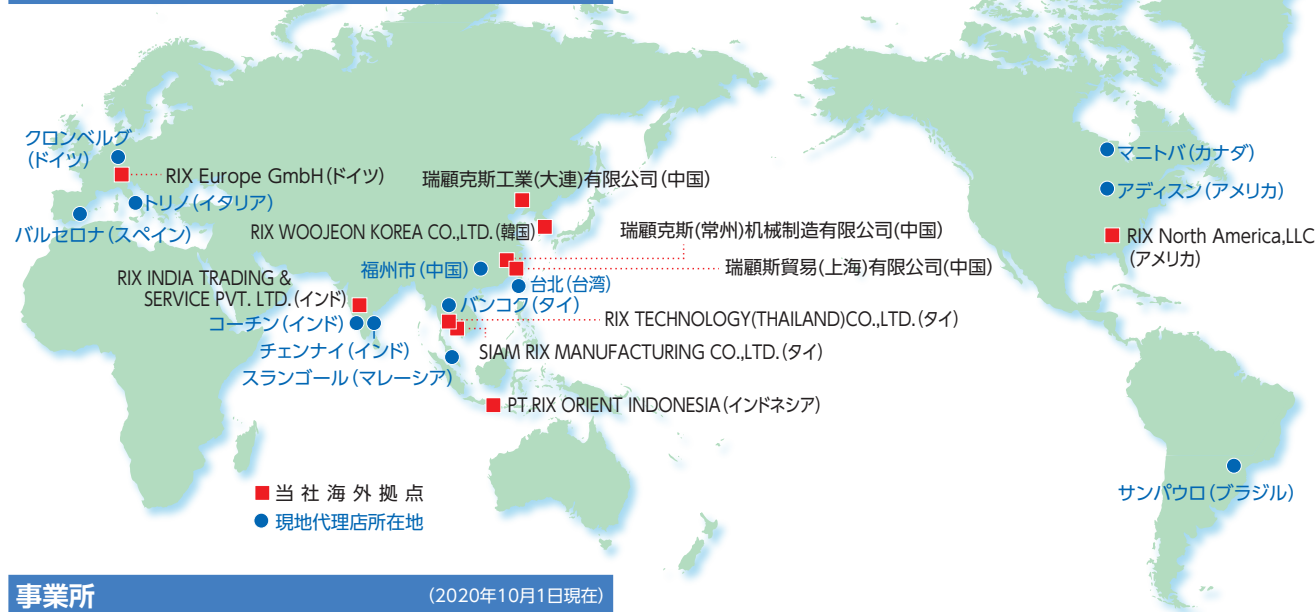 クロンベルグ
(ドイツ)
RIX Europe GmbH(ドイツ)
トリノ(イタリア)
バルセロナ(スペイン)
瑞顧克斯工業(大連)有限公司(中国)
RIX WOOJEON KOREA CO.,LTD.(韓国)
瑞顧克斯(常州)机械制造有限公司(中国)
福州市(中国)
瑞顧斯貿易(上海)有限公司(中国)
台北(台湾)
RIX INDIA TRADING &
SERVICE PVT. LTD.(インド)
バンコク(タイ)
コーチン(インド)
RIX TECHNOLOGY(THAILAND)CO.,LTD.(タイ)
チェンナイ(インド)
SIAM RIX MANUFACTURING CO.,LTD.(タイ)
スランゴール(マレーシア)
PT.RIX ORIENT INDONESIA(インドネシア)
マニトバ(カナダ)
アディスン(アメリカ)
RIX North America,LLC
(アメリカ)
サンパウロ(ブラジル)
当社海外拠点
現地代理店所在地
事業所
(2020年10月1日現在)